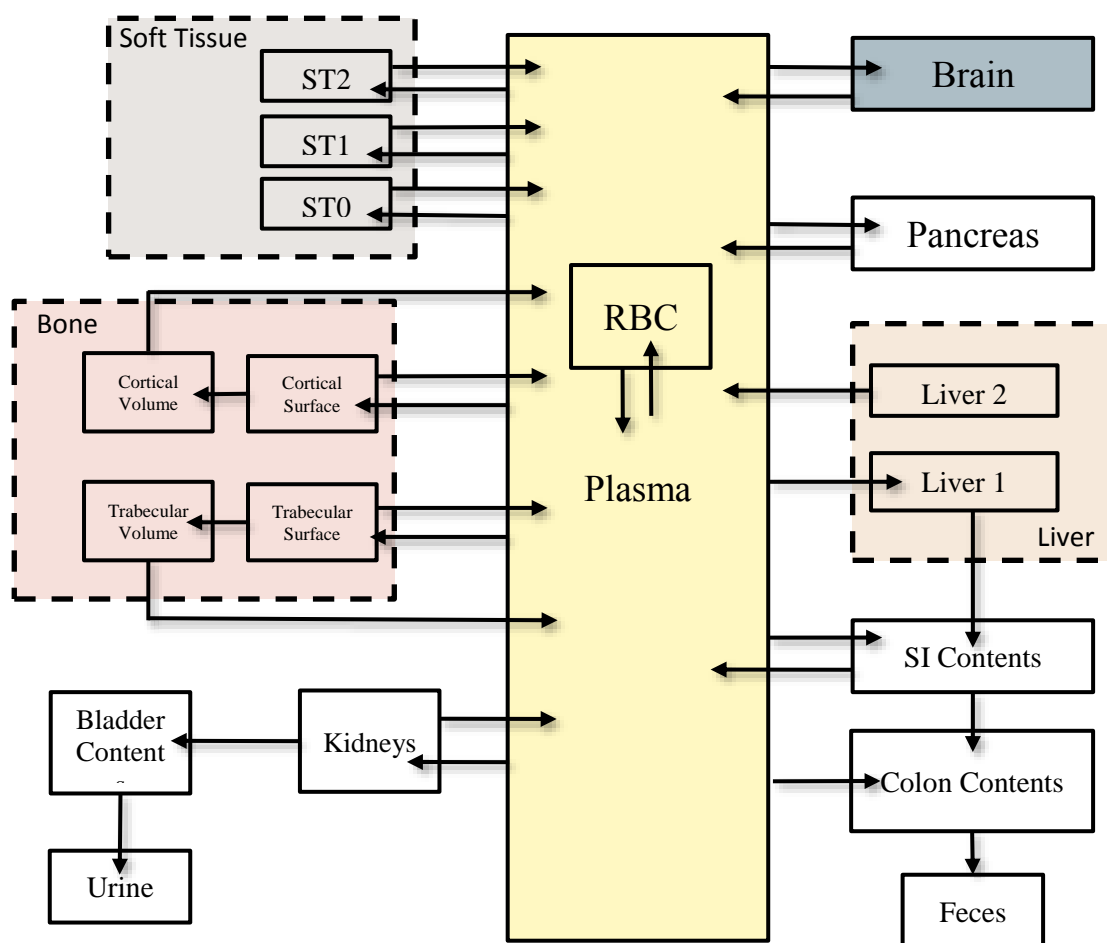 Soft Tissue
ST2
ST1
ST0
Bone
Cortical
Volume
Cortical
Surface
Trabecular
Volume
Trabecular
Surface
Bladder
Content
Kidneys
Urine
RBC
Plasma
Brain
Pancreas
Liver 2
Liver 1
Liver
SI Contents
Colon Contents
Feces